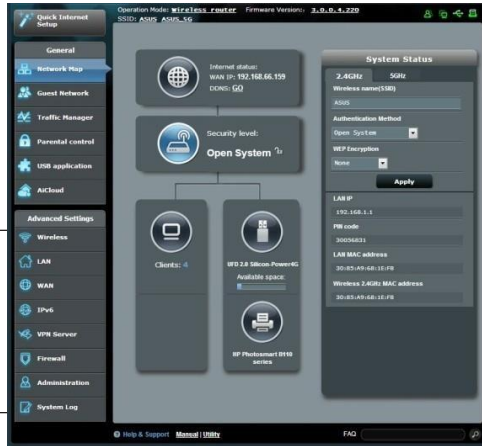 Quick Internet
Setup
Operation Mode: Wireless router Firmware Version: 3.0.0.4.220
SSID: ASUS ASUS_5G
General
Network Map
Guest Network
Traffic Manager
Parental control
USB application
AiCloud
Advanced Settings
Wireless
LAN
WAN
IPv6
VPN Server
Firewall
Administration
System Log
Internet status:
WAN IP: 192.168.66.159
DDNS: GO
Security level:
Open System
Clients: 4
UFD 2.0 Silicon-Power4G
Available space:
HP Photosmart B110
series
System Status
2.4GHz 5GHz
Wireless name(SSID)
ASUS
Authentication Method
Open System
WEP Encryption
None
Apply
LAN IP
192.168.1.1
PIN code
30056831
LAN MAC address
30:85:A9:68:1E:F8
Wireless 2.4GHz MAC address
30:85:A9:68:1E:F8
Help & Support Manual | Utility FAQ